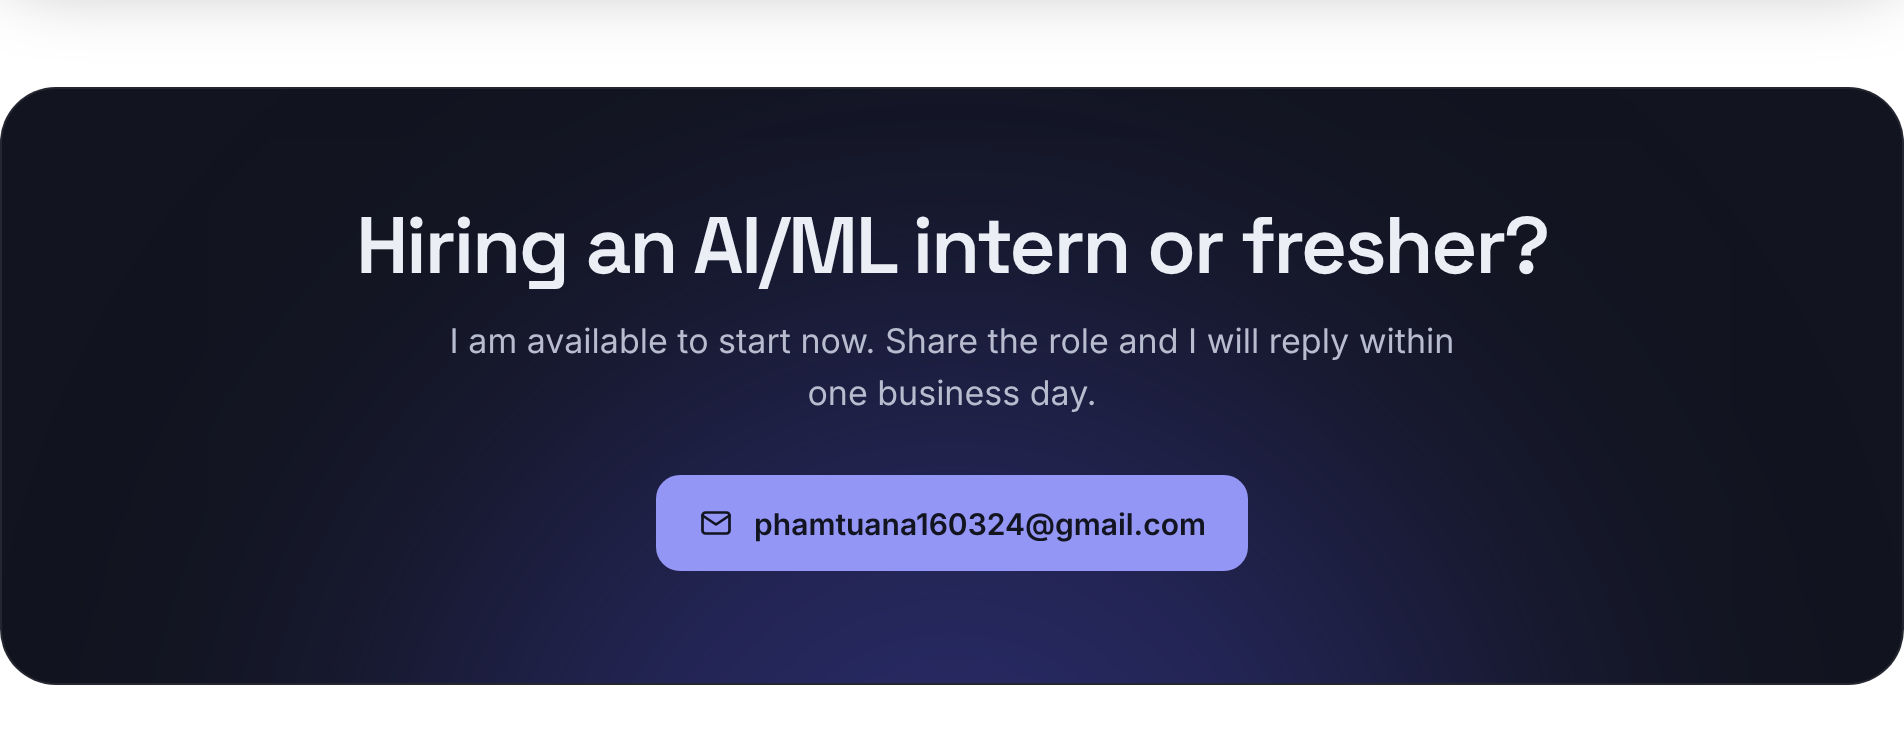 Hiring an AI/ML intern or fresher?
I am available to start now. Share the role and I will reply within
one business day.
phamtuana160324@gmail.com